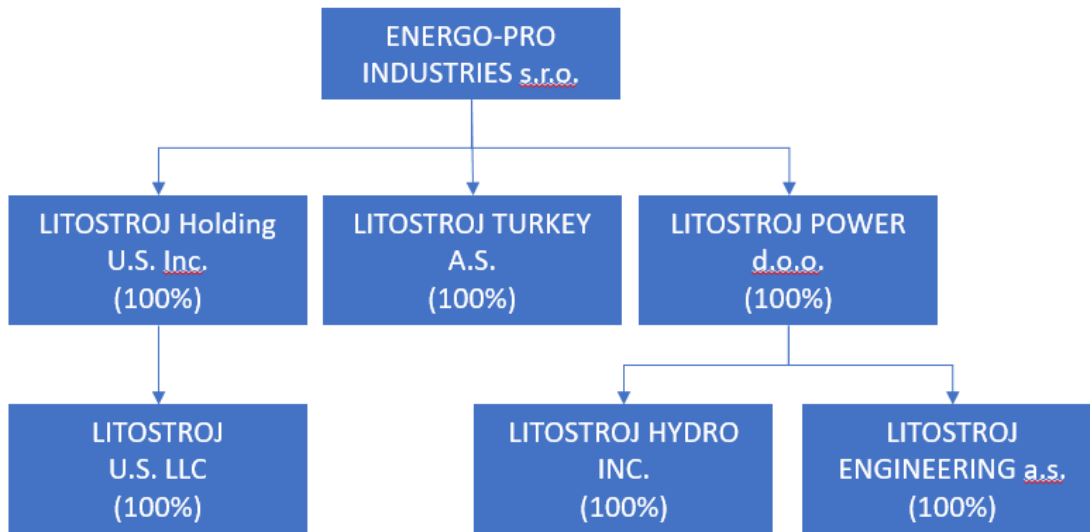 ENERGO-PRO
INDUSTRIES s.r.o.
LITOSTROJ Holding
U.S. Inc.
(100%)
LITOSTROJ TURKEY
A.S.
(100%)
LITOSTROJ POWER
d.o.o.
(100%)
LITOSTROJ
U.S. LLC
(100%)
LITOSTROJ HYDRO
INC.
(100%)
LITOSTROJ
ENGINEERING a.s.
(100%)